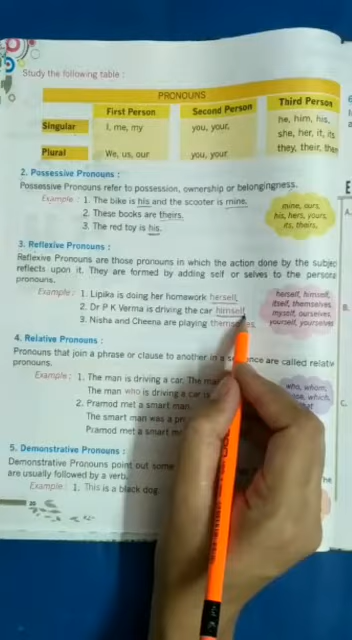 Study the following table :
PRONOUNS
First Person Second Person Third Person
Singular I, me, my you, your, he, him, his, she, her, it, its
Plural We, us, our you, your they, their,
2. Possessive Pronouns :
Possessive Pronouns refer to possession, ownership or belongingness.
Example : 1. The bike is his and the scooter is mine.
2. These books are theirs.
3. The red toy is his.
mine, ours,
his, hers, yours,
its, theirs,
3. Reflexive Pronouns :
Reflexive Pronouns are those pronouns in which the action done by the
reflects upon it. They are formed by adding self or selves to the
pronouns.
Example : 1. Lipika is doing her homework herself.
2. Dr P K Verma is driving the car himself.
3. Nisha and Cheena are playing
herself, himself,
itself, themselves,
myself, ourselves,
yourself, yourselves
4. Relative Pronouns :
Pronouns that join a phrase or clause to another in a are called
pronouns.
Example : 1. The man is driving a car. The
The man who is driving a car is
2. Pramod met a smart man.
The smart man was a
Pramod met a smart
who, whom,
which,
5. Demonstrative Pronouns :
Demonstrative Pronouns point out some
are usually followed by a verb.
Example : 1. This is a black dog
E
A.
B.
C.